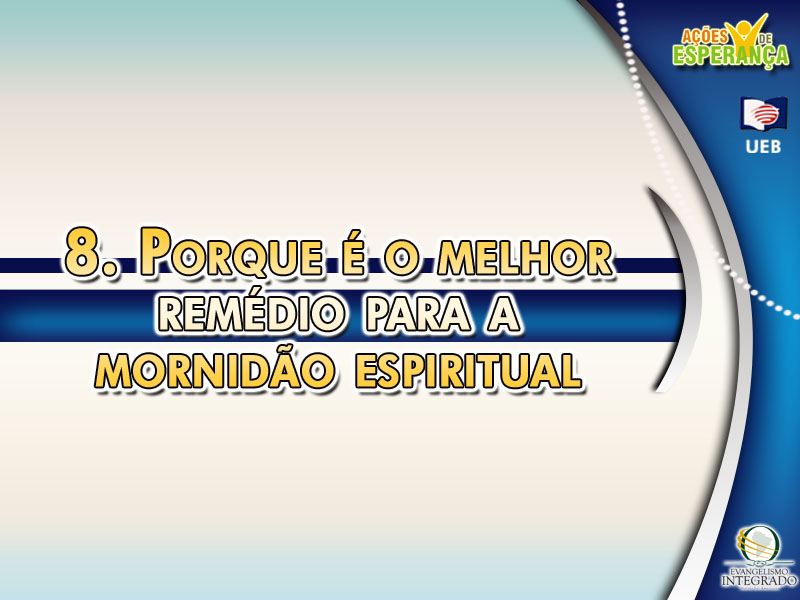 AÇÕES DE
ESPERANÇA
UEB
8. PORQUE É O MELHOR
REMÉDIO PARA A
MORNIDÃO ESPIRITUAL
EVANGELISMO
INTEGRADO